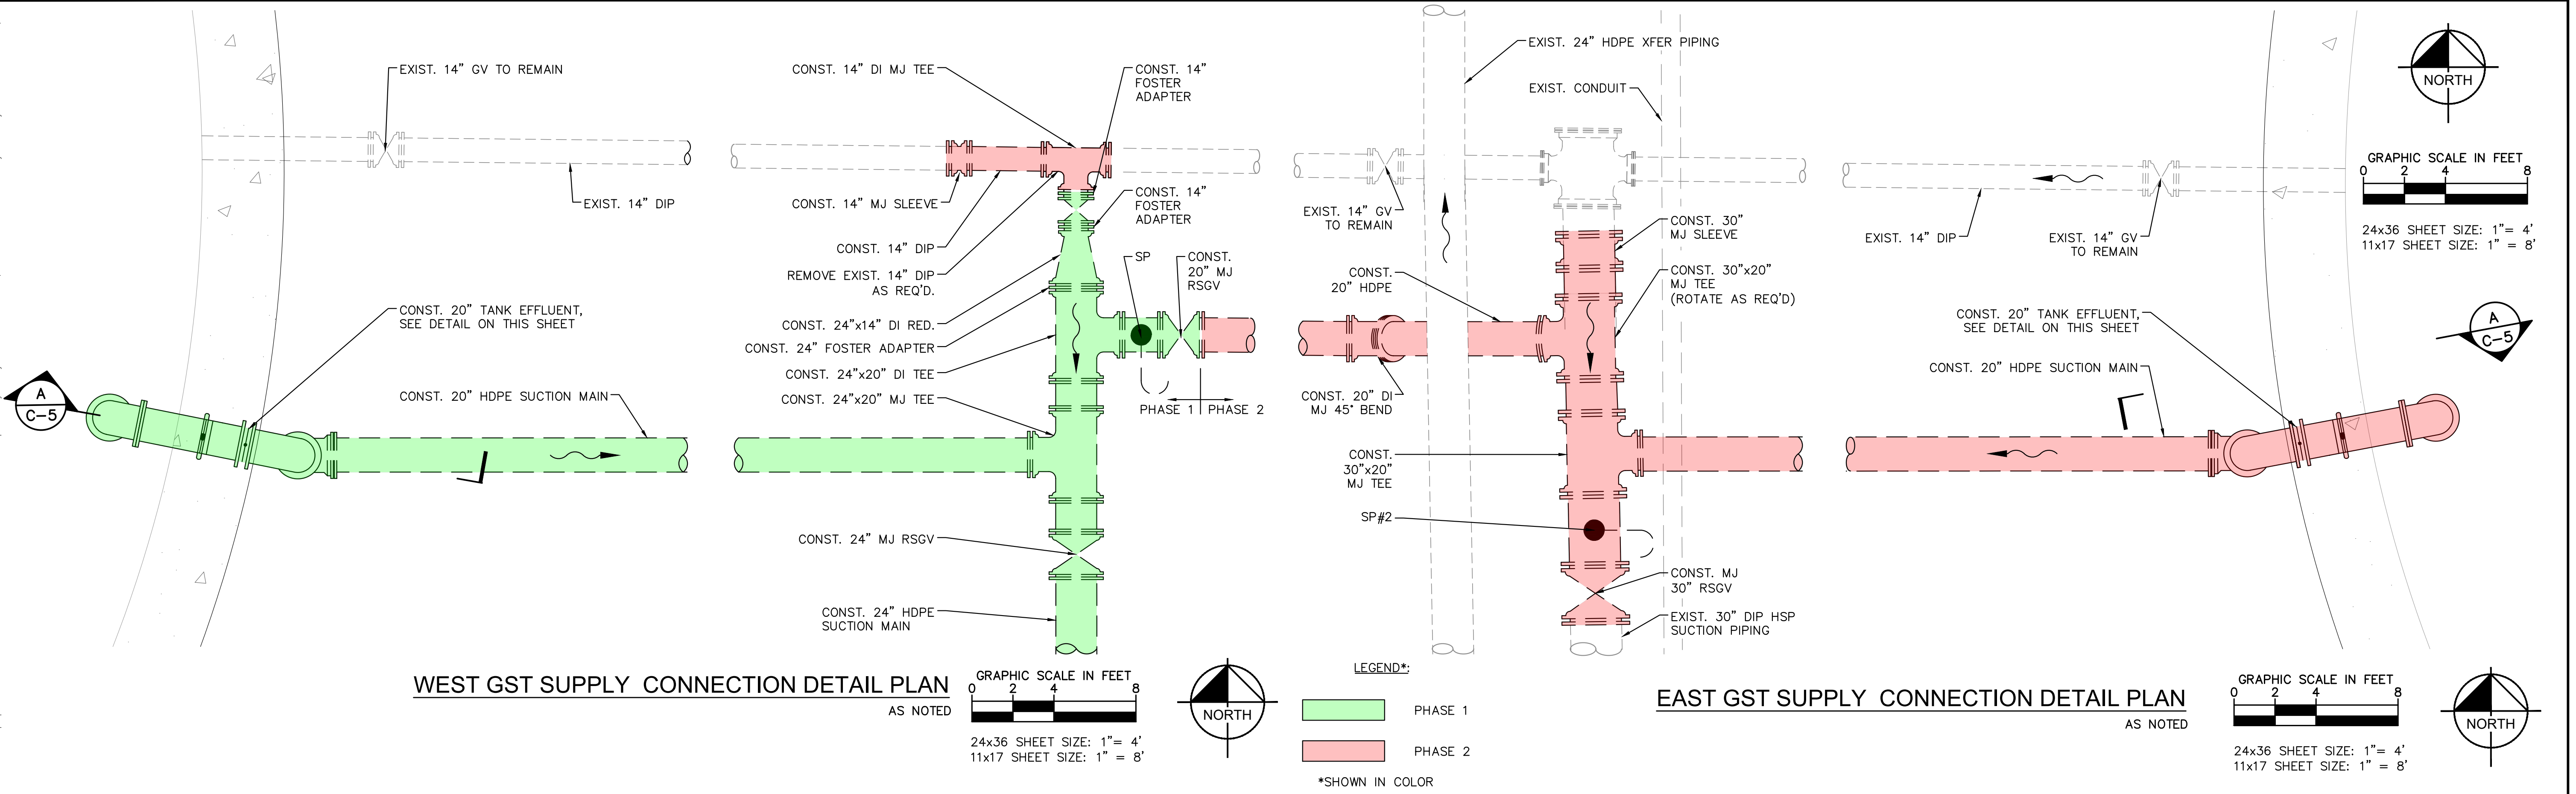 EXIST. 14" GV TO REMAIN
EXIST. 14" DIP
CONST. 20" TANK EFFLUENT,
SEE DETAIL ON THIS SHEET
CONST. 20" HDPE SUCTION MAIN
A
C-5
CONST. 14" DI MJ TEE
CONST. 14"
FOSTER
ADAPTER
CONST. 14" MJ SLEEVE
CONST. 14"
FOSTER
ADAPTER
CONST. 14" DIP
REMOVE EXIST. 14" DIP
AS REQ'D.
SP
CONST.
20" MJ
RSGV
CONST. 24"x14" DI RED.
CONST. 24" FOSTER ADAPTER
CONST. 24"x20" DI TEE
CONST. 24"x20" MJ TEE
PHASE 1
PHASE 2
CONST. 24" MJ RSGV
CONST. 24" HDPE
SUCTION MAIN
WEST GST SUPPLY CONNECTION DETAIL PLAN
AS NOTED
GRAPHIC SCALE IN FEET
0 2 4 8
24x36 SHEET SIZE: 1"= 4'
11x17 SHEET SIZE: 1" = 8'
NORTH
LEGEND*:
PHASE 1
PHASE 2
*SHOWN IN COLOR
EXIST. 24" HDPE XFER PIPING
EXIST. CONDUIT
EXIST. 14" GV
TO REMAIN
CONST.
20" HDPE
CONST. 30"
MJ SLEEVE
CONST. 30"x20"
MJ TEE
(ROTATE AS REQ'D)
CONST. 20" DI
MJ 45° BEND
CONST.
30"x20"
MJ TEE
SP#2
CONST. MJ
30" RSGV
EXIST. 30" DIP HSP
SUCTION PIPING
EXIST. 14" DIP
EXIST. 14" GV
TO REMAIN
CONST. 20" TANK EFFLUENT,
SEE DETAIL ON THIS SHEET
CONST. 20" HDPE SUCTION MAIN
NORTH
GRAPHIC SCALE IN FEET
0 2 4 8
24x36 SHEET SIZE: 1"= 4'
11x17 SHEET SIZE: 1" = 8'
A
C-5
EAST GST SUPPLY CONNECTION DETAIL PLAN
AS NOTED
GRAPHIC SCALE IN FEET
0 2 4 8
24x36 SHEET SIZE: 1"= 4'
11x17 SHEET SIZE: 1" = 8'
NORTH